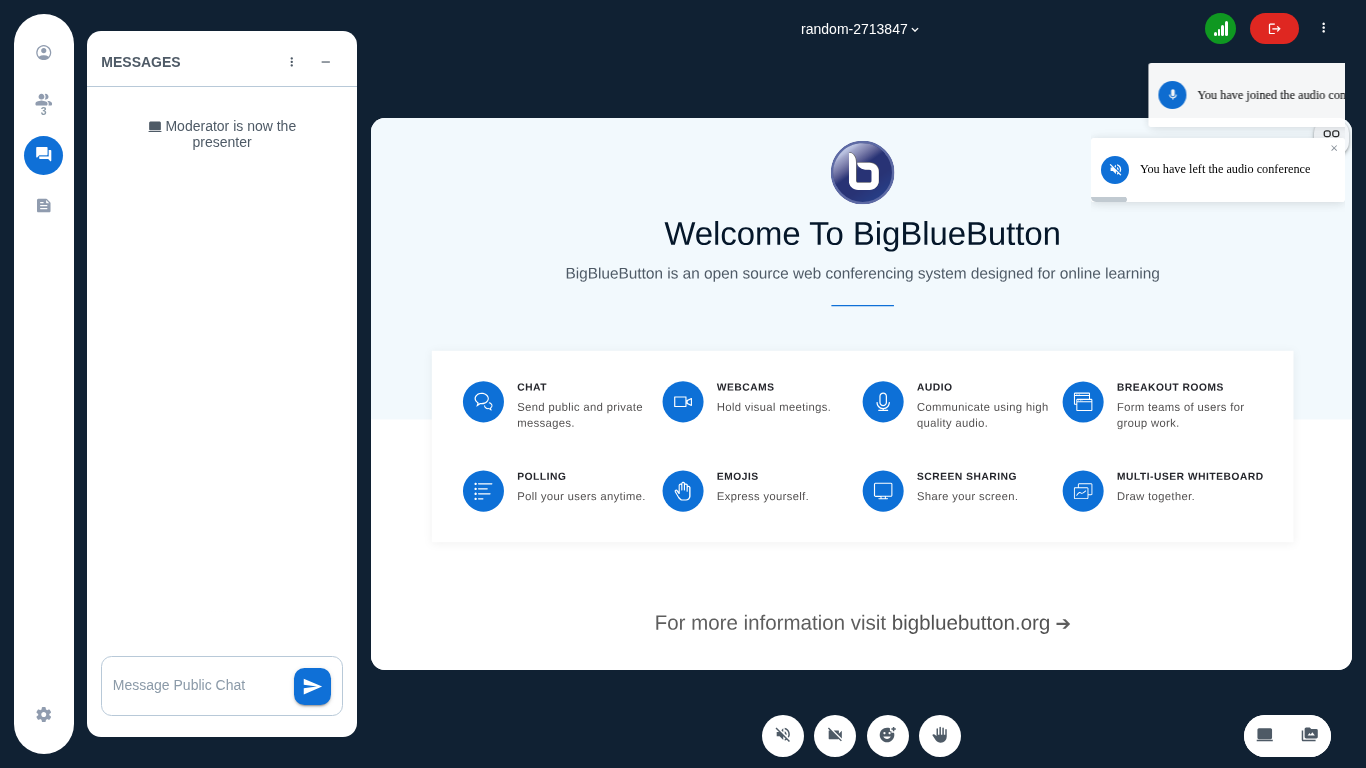 random-2713847
MESSAGES
3
Moderator is now the
presenter
You have joined the audio con
You have left the audio conference
Welcome To BigBlueButton
BigBlueButton is an open source web conferencing system designed for online learning
CHAT
Send public and private
messages.
WEBCAMS
Hold visual meetings.
AUDIO
Communicate using high
quality audio.
BREAKOUT ROOMS
Form teams of users for
group work.
POLLING
Poll your users anytime.
EMOJIS
Express yourself.
SCREEN SHARING
Share your screen.
MULTI-USER WHITEBOARD
Draw together.
For more information visit bigbluebutton.org ➔
Message Public Chat